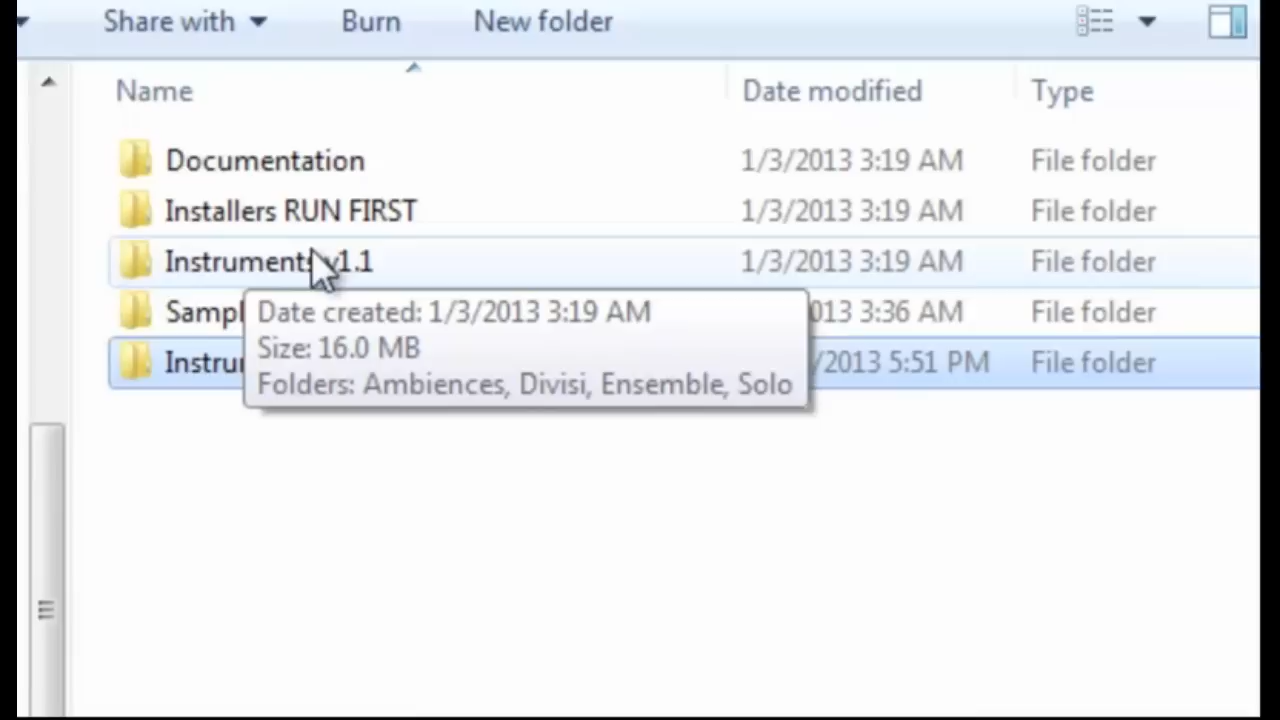 Share with Burn New folder
Name Date modified Type
Documentation 1/3/2013 3:19 AM File folder
Installers RUN FIRST 1/3/2013 3:19 AM File folder
Instruments v1.1 1/3/2013 3:19 AM File folder
Sampl 013 3:36 AM File folder
Instru /2013 5:51 PM File folder
Date created: 1/3/2013 3:19 AM
Size: 16.0 MB
Folders: Ambiences, Divisi, Ensemble, Solo